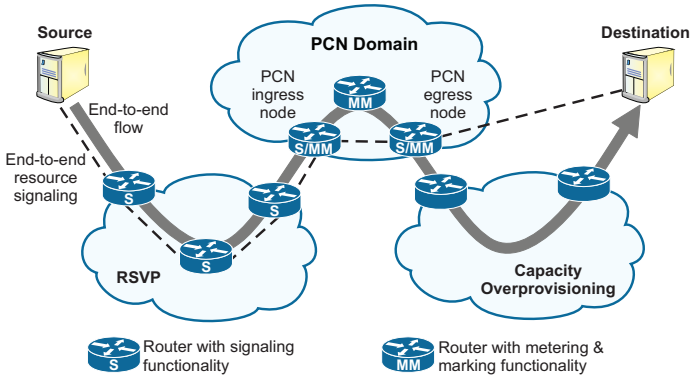 Source
Destination
PCN Domain
PCN
ingress
node
PCN
egress
node
MM
End-to-end
flow
S/MM
S/MM
End-to-end
resource
signaling
S
S
S
RSVP
Capacity
Overprovisioning
S
Router with signaling
functionality
MM
Router with metering &
marking functionality